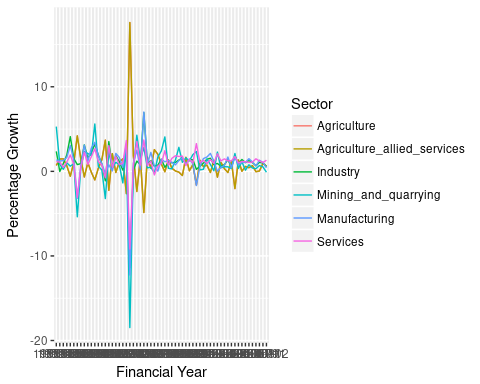 Sector
Agriculture
Agriculture_allied_services
Industry
Mining_and_quarrying
Manufacturing
Services
Percentage Growth
10
0
-10
-20
Financial Year